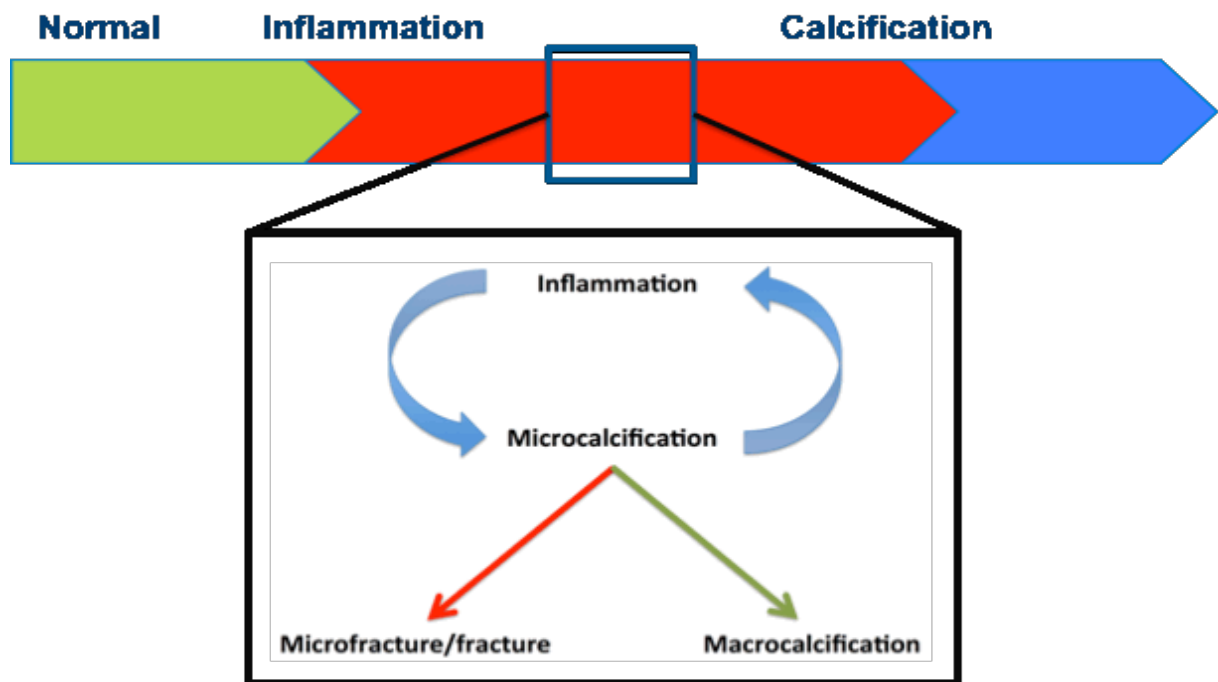 Normal Inflammation Calcification
Inflammation
Microcalcification
Microfracture/fracture Macrocalcification